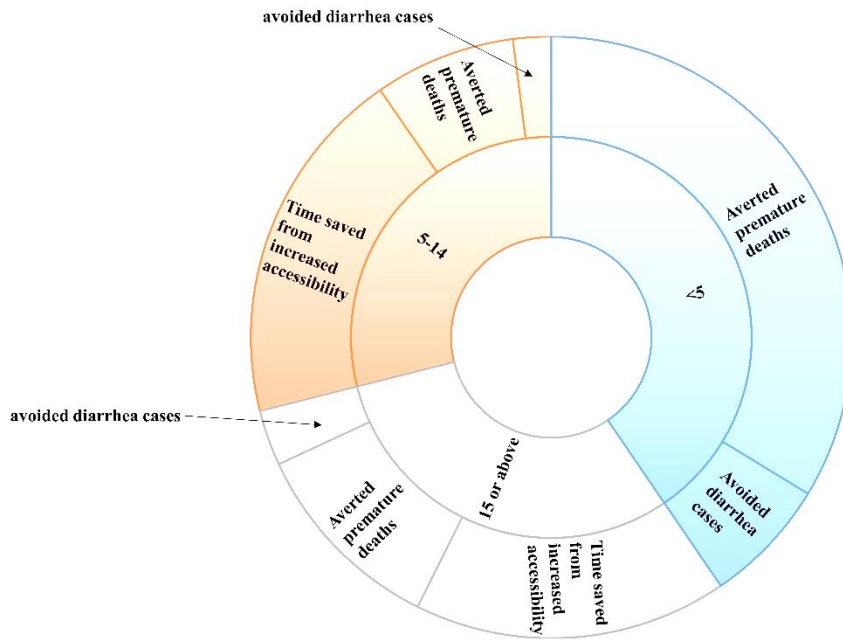 avoided diarrhea cases
Averted
premature
deaths
Averted
premature
deaths
Time saved
from
increased
accessibility
5-14
<5
avoided diarrhea cases
15 or above
Averted
premature
deaths
Time saved
from
increased
accessibility
Avoided
diarrhea
cases